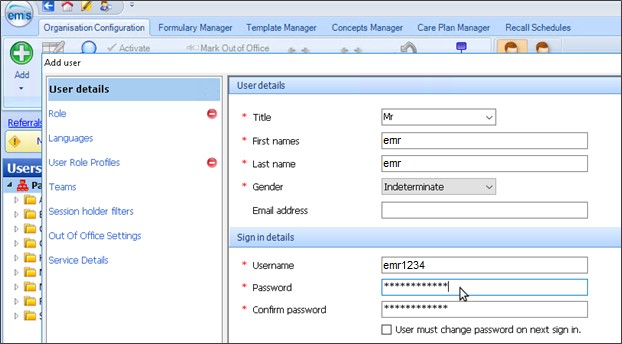 emis
Organisation Configuration Formulary Manager Template Manager Concepts Manager Care Plan Manager Recall Schedules
Add
Activate
Mark Out of Office
Add user
User details
Role
Languages
User Role Profiles
Teams
Session holder filters
Out Of Office Settings
Service Details
User details
* Title Mr
* First names emr
* Last name emr
* Gender Indeterminate
Email address
Sign in details
* Username emr1234
* Password ************
* Confirm password ************
User must change password on next sign in.
Referrals
Users